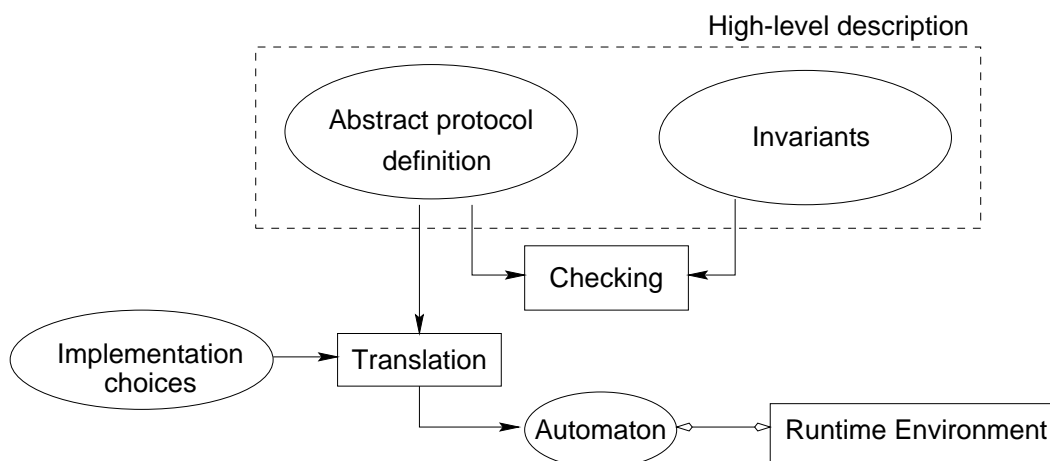 High-level description
Abstract protocol
definition
Invariants
Checking
Implementation
choices
Translation
Automaton
Runtime Environment